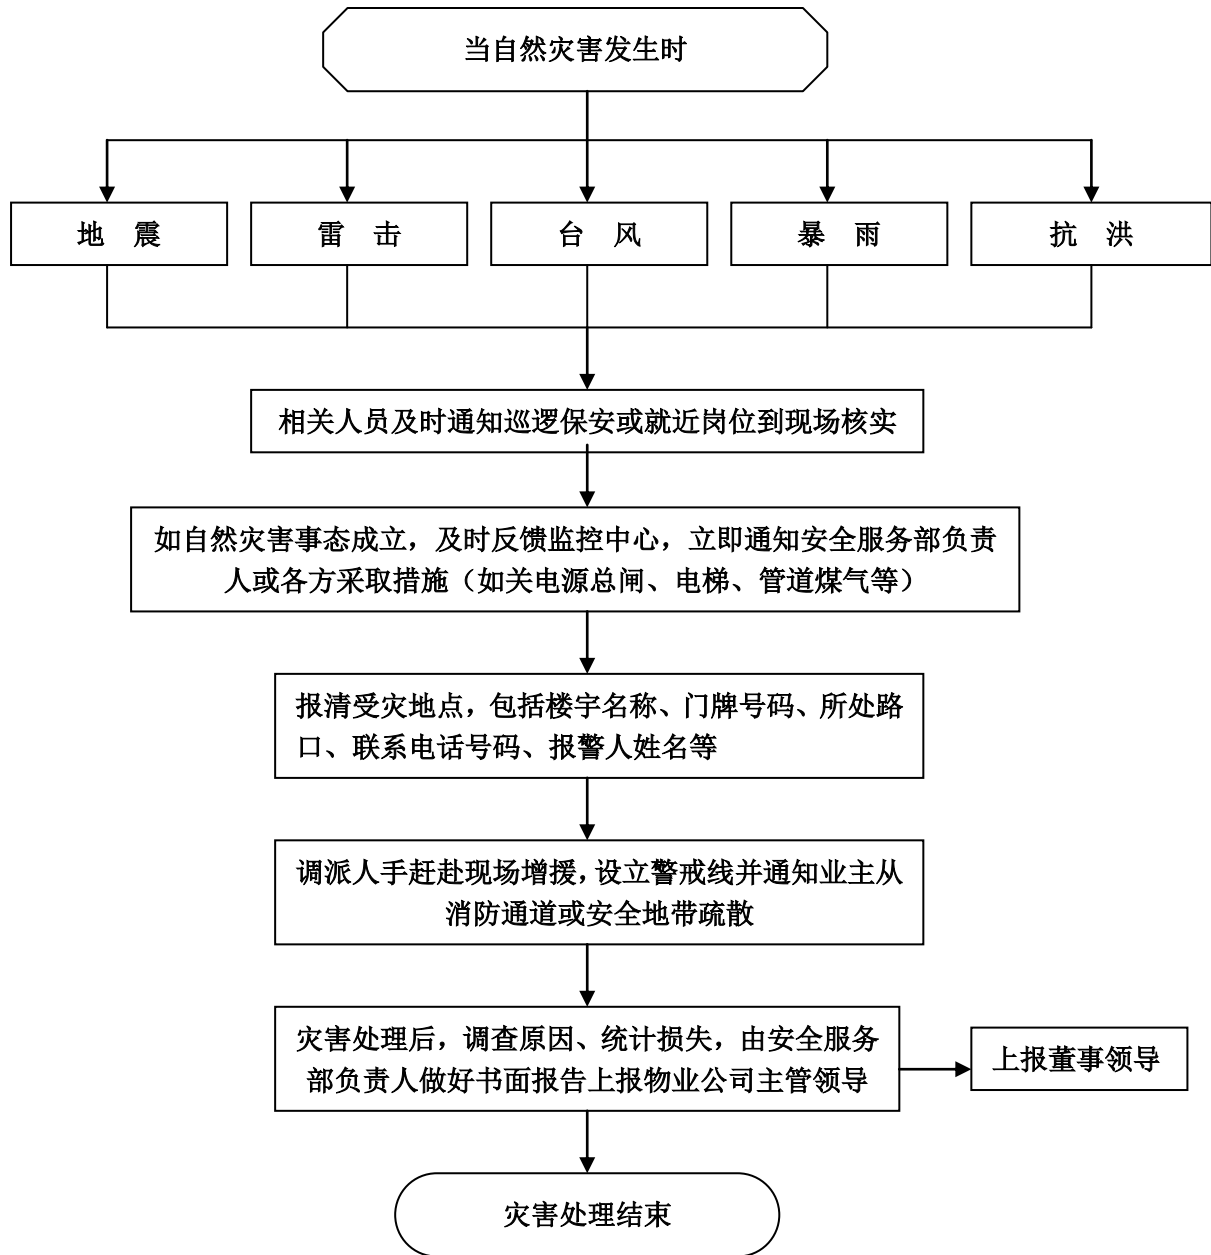 当自然灾害发生时
地 震
雷 击
台 风
暴 雨
抗 洪
相关人员及时通知巡逻保安或就近岗位到现场核实
如自然灾害事态成立，及时反馈监控中心，立即通知安全服务部负责
人或各方采取措施（如关电源总闸、电梯、管道煤气等）
报清受灾地点，包括楼宇名称、门牌号码、所处路
口、联系电话号码、报警人姓名等
调派人手赶赴现场增援，设立警戒线并通知业主从
消防通道或安全地带疏散
灾害处理后，调查原因、统计损失，由安全服务
部负责人做好书面报告上报物业公司主管领导
上报董事领导
灾害处理结束